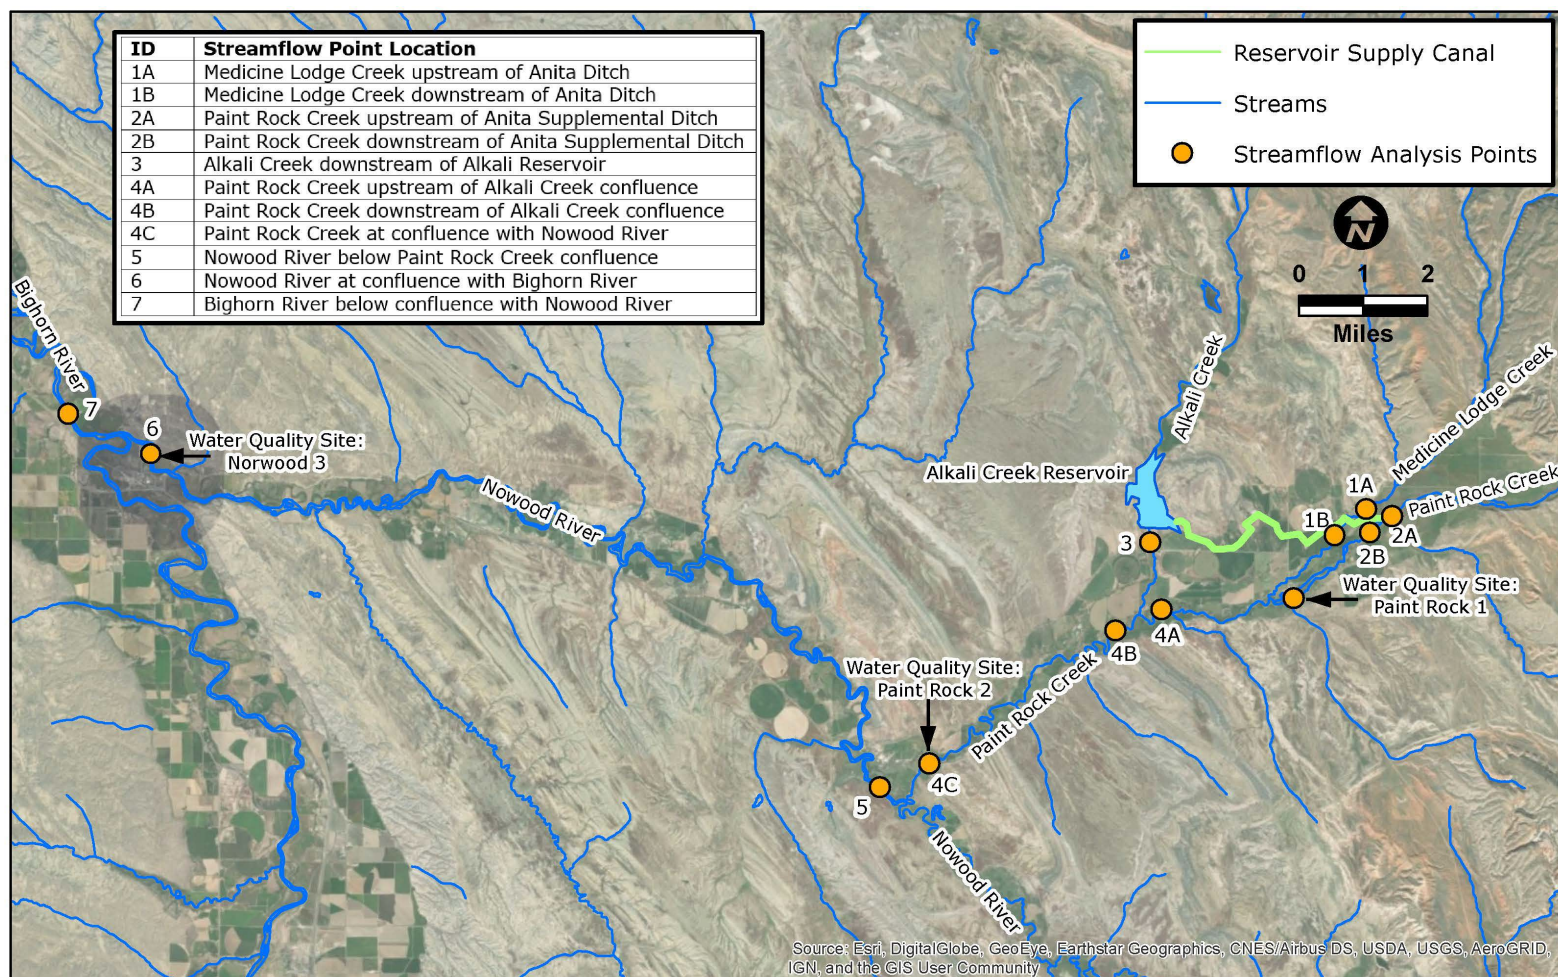 ID Streamflow Point Location
1A Medicine Lodge Creek upstream of Anita Ditch
1B Medicine Lodge Creek downstream of Anita Ditch
2A Paint Rock Creek upstream of Anita Supplemental Ditch
2B Paint Rock Creek downstream of Anita Supplemental Ditch
3 Alkali Creek downstream of Alkali Reservoir
4A Paint Rock Creek upstream of Alkali Creek confluence
4B Paint Rock Creek downstream of Alkali Creek confluence
4C Paint Rock Creek at confluence with Nowood River
5 Nowood River below Paint Rock Creek confluence
6 Nowood River at confluence with Bighorn River
7 Bighorn River below confluence with Nowood River
Reservoir Supply Canal
Streams
Streamflow Analysis Points
N
0 1 2
Miles
Bighorn River
7
6
Water Quality Site:
Norwood 3
Nowood River
Alkali Creek
Alkali Creek Reservoir
Medicine Lodge Creek
Paint Rock Creek
1A
1B
2A
2B
3
Water Quality Site:
Paint Rock 1
4A
4B
Paint Rock Creek
Water Quality Site:
Paint Rock 2
4C
5
Nowood River
Source: Esri, DigitalGlobe, GeoEye, Earthstar Geographics, CNES/Airbus DS, USDA, USGS, AeroGRID,
IGN, and the GIS User Community